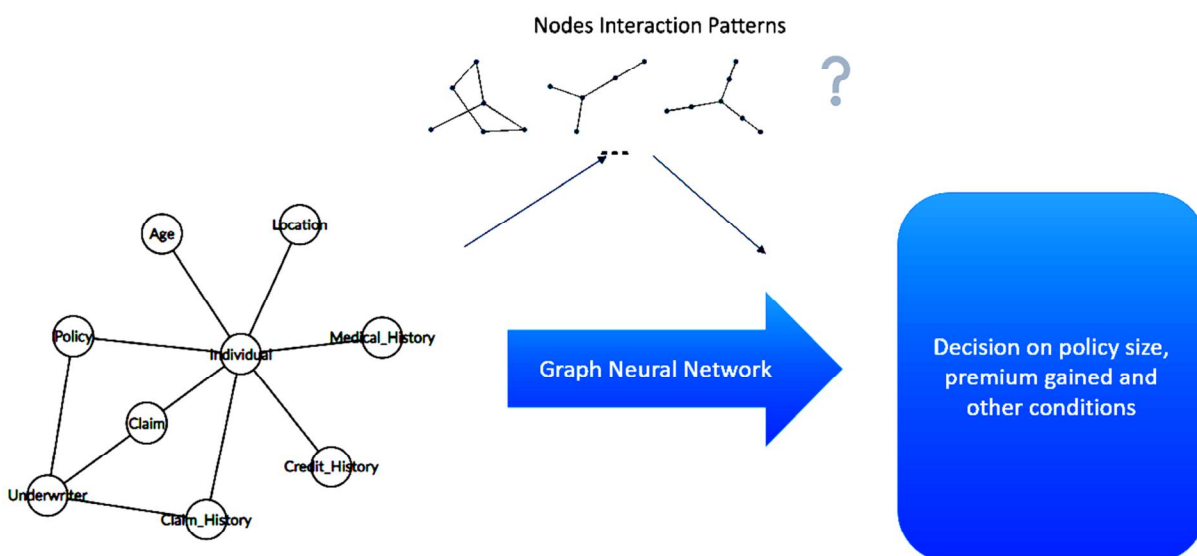 Nodes Interaction Patterns
?
...
Age
Location
Policy
Individual
Medical_History
Claim
Credit_History
Underwriter
Claim_History
Graph Neural Network
Decision on policy size,
premium gained and
other conditions